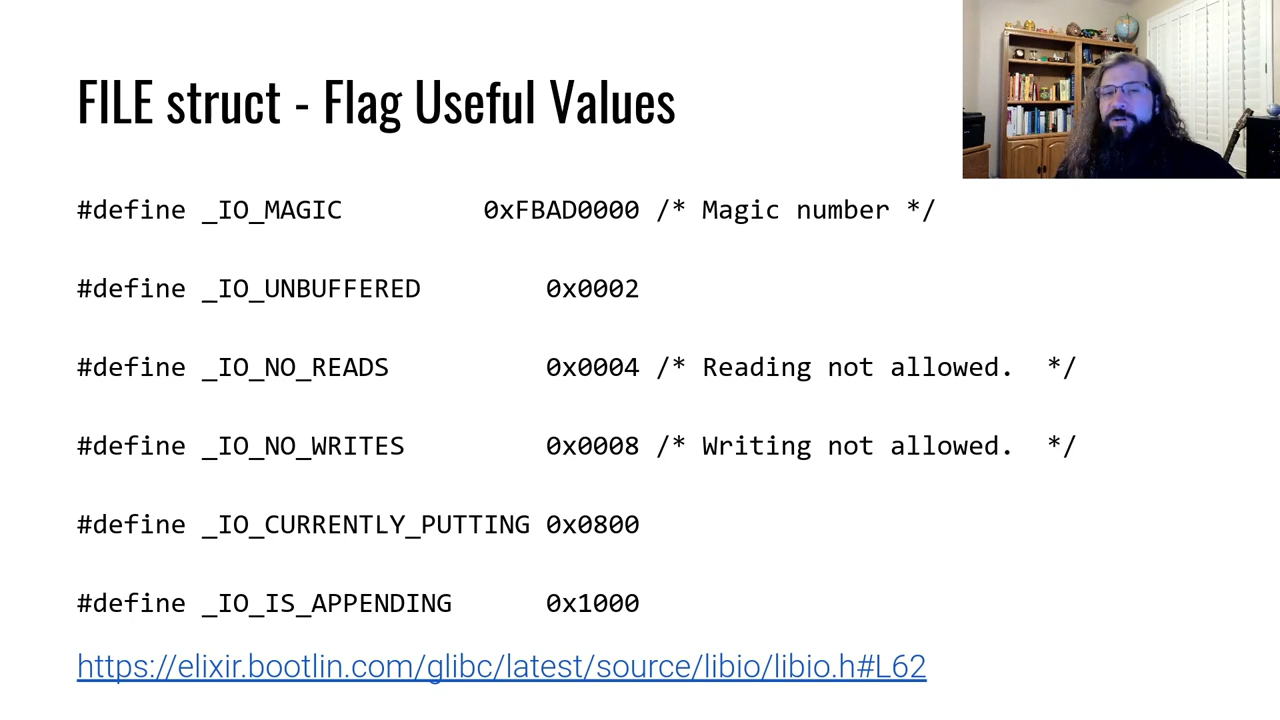 FILE struct - Flag Useful Values
#define _IO_MAGIC         0xFBAD0000 /* Magic number */
#define _IO_UNBUFFERED        0x0002
#define _IO_NO_READS          0x0004 /* Reading not allowed.  */
#define _IO_NO_WRITES         0x0008 /* Writing not allowed.  */
#define _IO_CURRENTLY_PUTTING 0x0800
#define _IO_IS_APPENDING      0x1000
https://elixir.bootlin.com/glibc/latest/source/libio/libio.h#L62